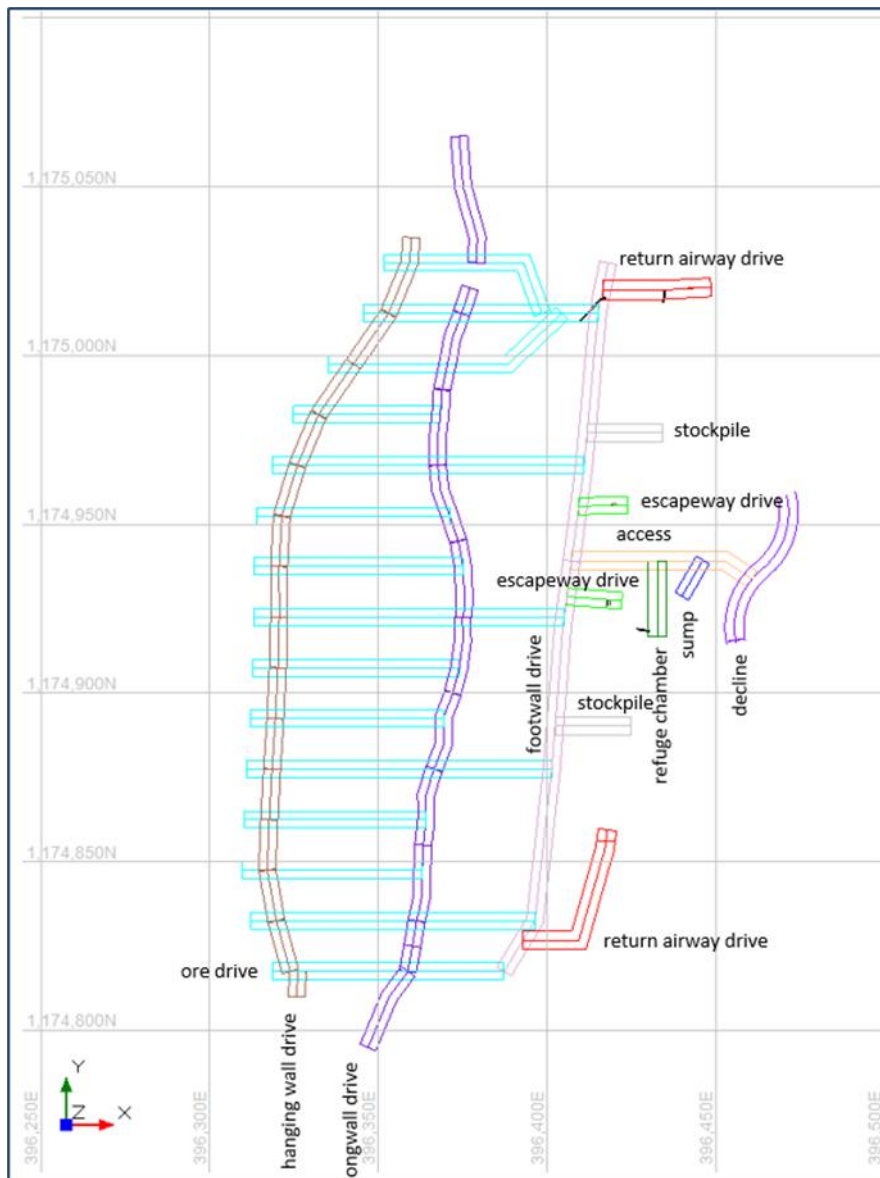 1,175,050N
return airway drive
1,175,000N
stockpile
1,174,950N
escapeway drive
access
escapeway drive
footwall drive
refuge chamber
sump
decline
1,174,900N
stockpile
1,174,850N
return airway drive
ore drive
1,174,800N
hanging wall drive
ongwall drive
Y
Z
X
396,250E
396,300E
396,350E
396,400E
396,450E
396,500E